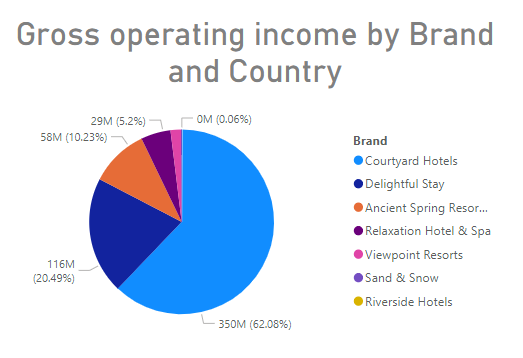 Gross operating income by Brand
and Country
29M (5.2%)
0M (0.06%)
58M (10.23%)
116M
(20.49%)
350M (62.08%)
Brand
Courtyard Hotels
Delightful Stay
Ancient Spring Resor...
Relaxation Hotel & Spa
Viewpoint Resorts
Sand & Snow
Riverside Hotels